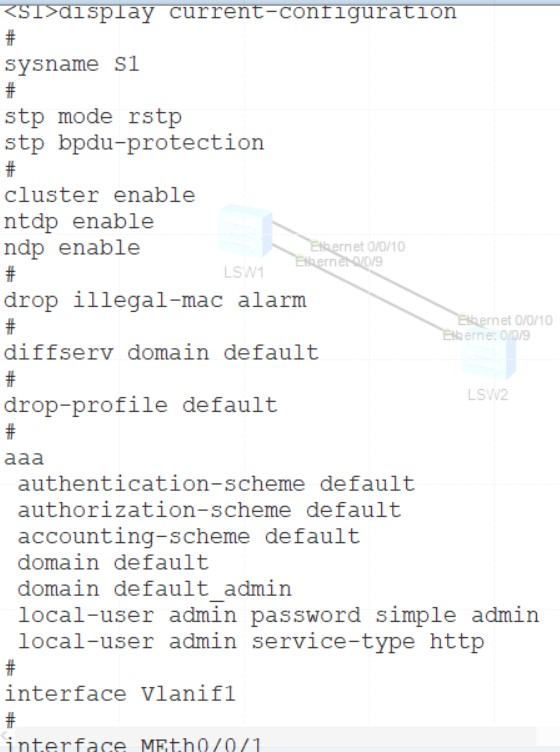 <S1>display current-configuration
#
sysname S1
#
stp mode rstp
stp bpdu-protection
#
cluster enable
ntdp enable
ndp enable
#
drop illegal-mac alarm
#
diffserv domain default
#
drop-profile default
#
aaa
authentication-scheme default
authorization-scheme default
accounting-scheme default
domain default
domain default_admin
local-user admin password simple admin
local-user admin service-type http
#
interface Vlanif1
#
interface MEth0/0/1
Ethernet 0/0/10
Ethernet 0/0/9
LSW1
Ethernet 0/0/10
Ethernet 0/0/9
LSW2